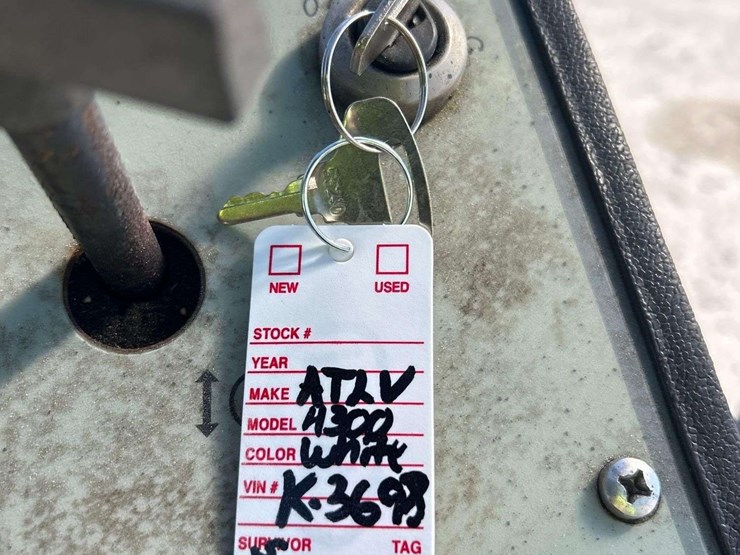 NEW USED
STOCK #
YEAR
MAKE ATLV
MODEL A300
COLOR White
VIN # K-3698
SURVIVOR TAG